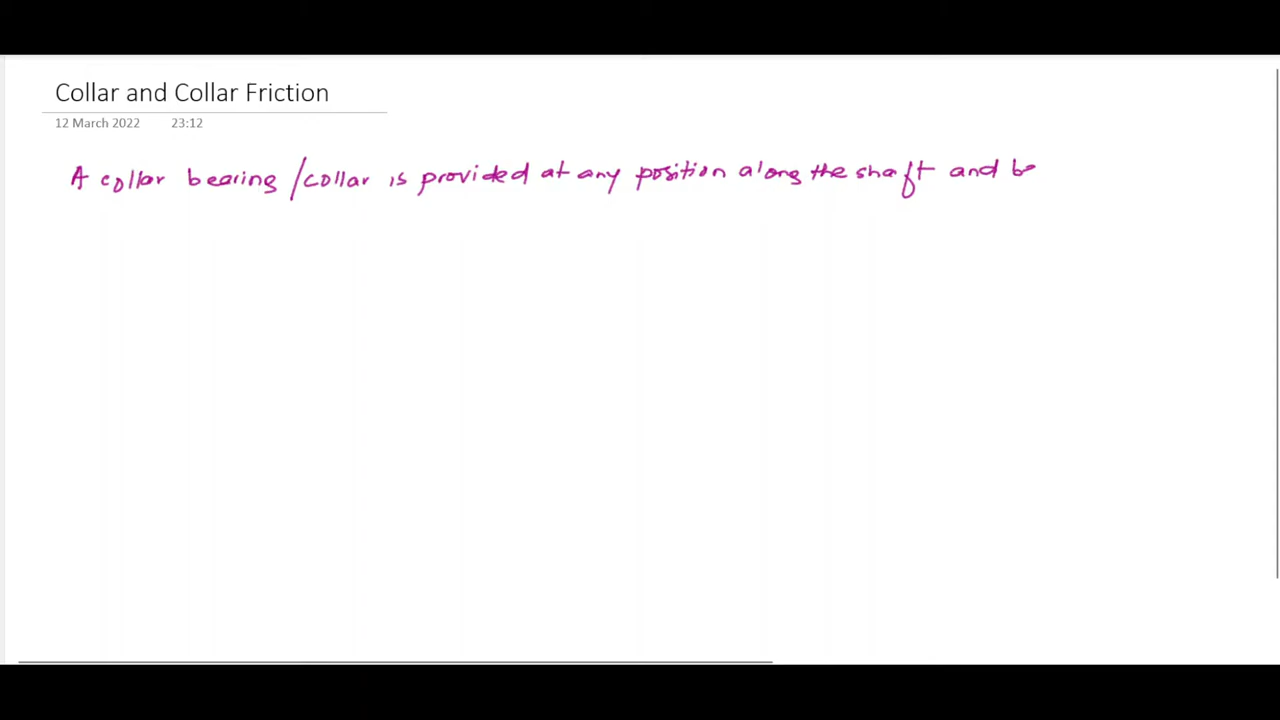 Collar and Collar Friction
12 March 2022 23:12
A collar bearing /collar is provided at any position along the shaft and be